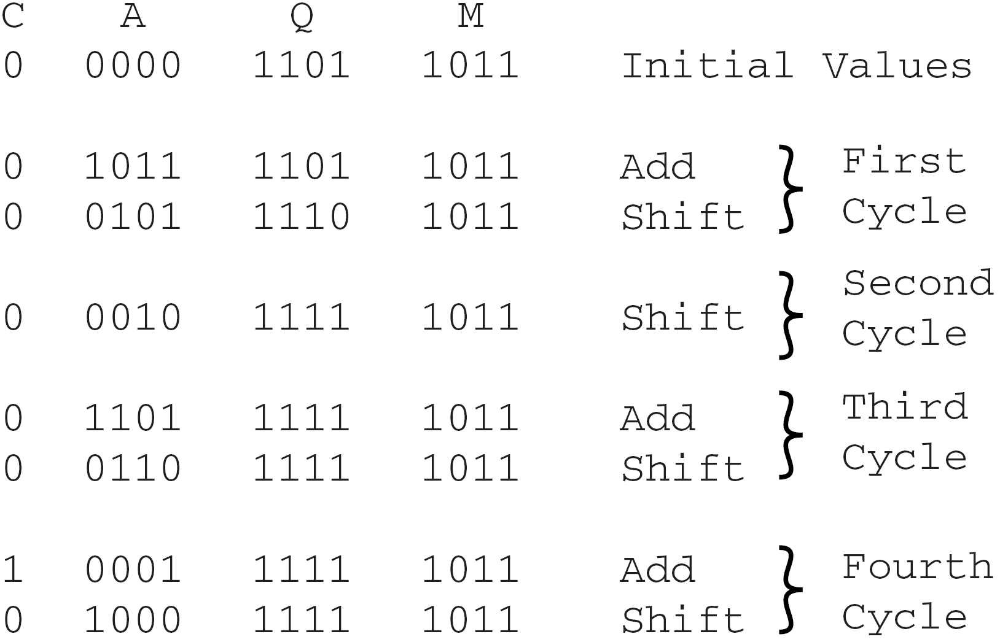 C A Q M
0 0000 1101 1011 Initial Values
0 1011 1101 1011 Add First
0 0101 1110 1011 Shift Cycle
Second
0 0010 1111 1011 Shift Cycle
0 1101 1111 1011 Add Third
0 0110 1111 1011 Shift Cycle
1 0001 1111 1011 Add Fourth
0 1000 1111 1011 Shift Cycle